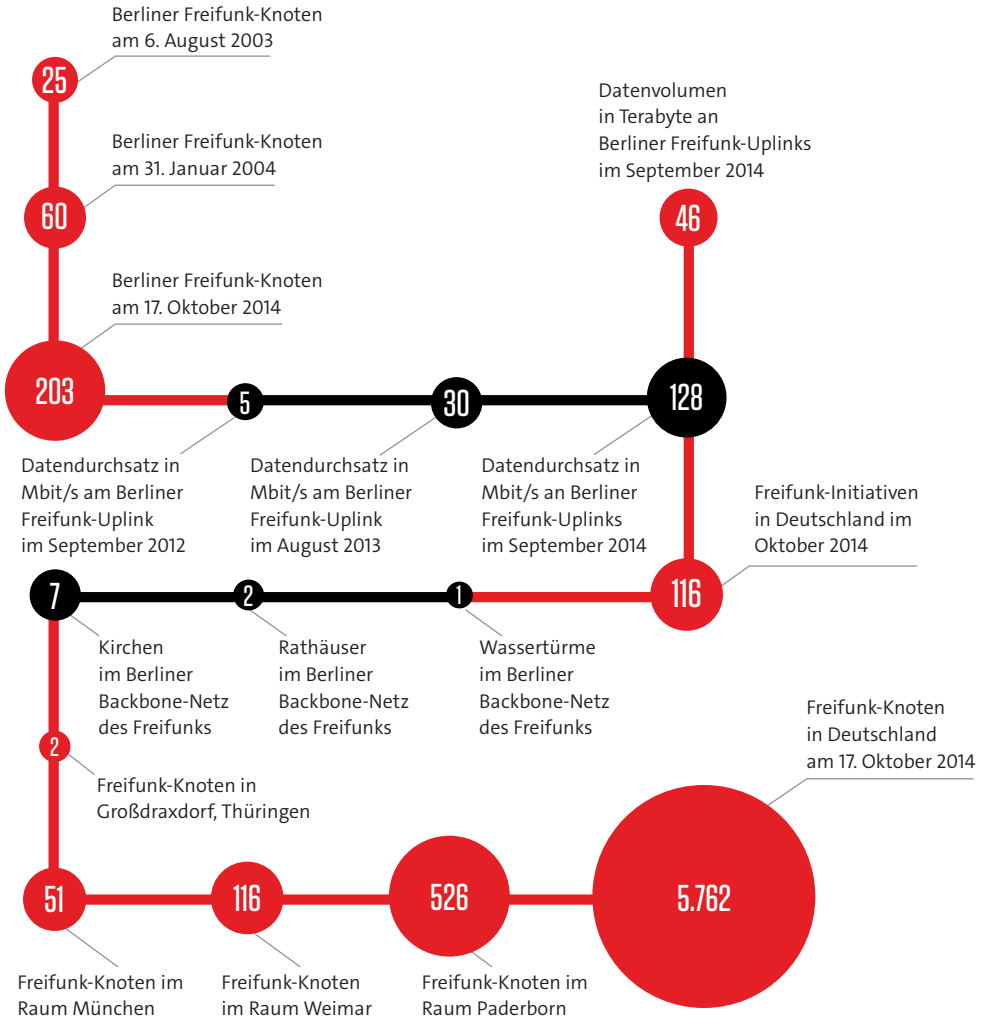 Berliner Freifunk-Knoten
am 6. August 2003
25
Berliner Freifunk-Knoten
am 31. Januar 2004
60
Berliner Freifunk-Knoten
am 17. Oktober 2014
203
Datenvolumen
in Terabyte an
Berliner Freifunk-Uplinks
im September 2014
46
5
30
128
Datendurchsatz in
Mbit/s am Berliner
Freifunk-Uplink
im September 2012
Datendurchsatz in
Mbit/s am Berliner
Freifunk-Uplink
im August 2013
Datendurchsatz in
Mbit/s an Berliner
Freifunk-Uplinks
im September 2014
Freifunk-Initiativen
in Deutschland im
Oktober 2014
116
1
2
7
Wassertürme
im Berliner
Backbone-Netz
des Freifunks
Rathäuser
im Berliner
Backbone-Netz
des Freifunks
Kirchen
im Berliner
Backbone-Netz
des Freifunks
2
Freifunk-Knoten in
Großdraxdorf, Thüringen
51
116
526
5.762
Freifunk-Knoten im
Raum München
Freifunk-Knoten
im Raum Weimar
Freifunk-Knoten im
Raum Paderborn
Freifunk-Knoten
in Deutschland
am 17. Oktober 2014